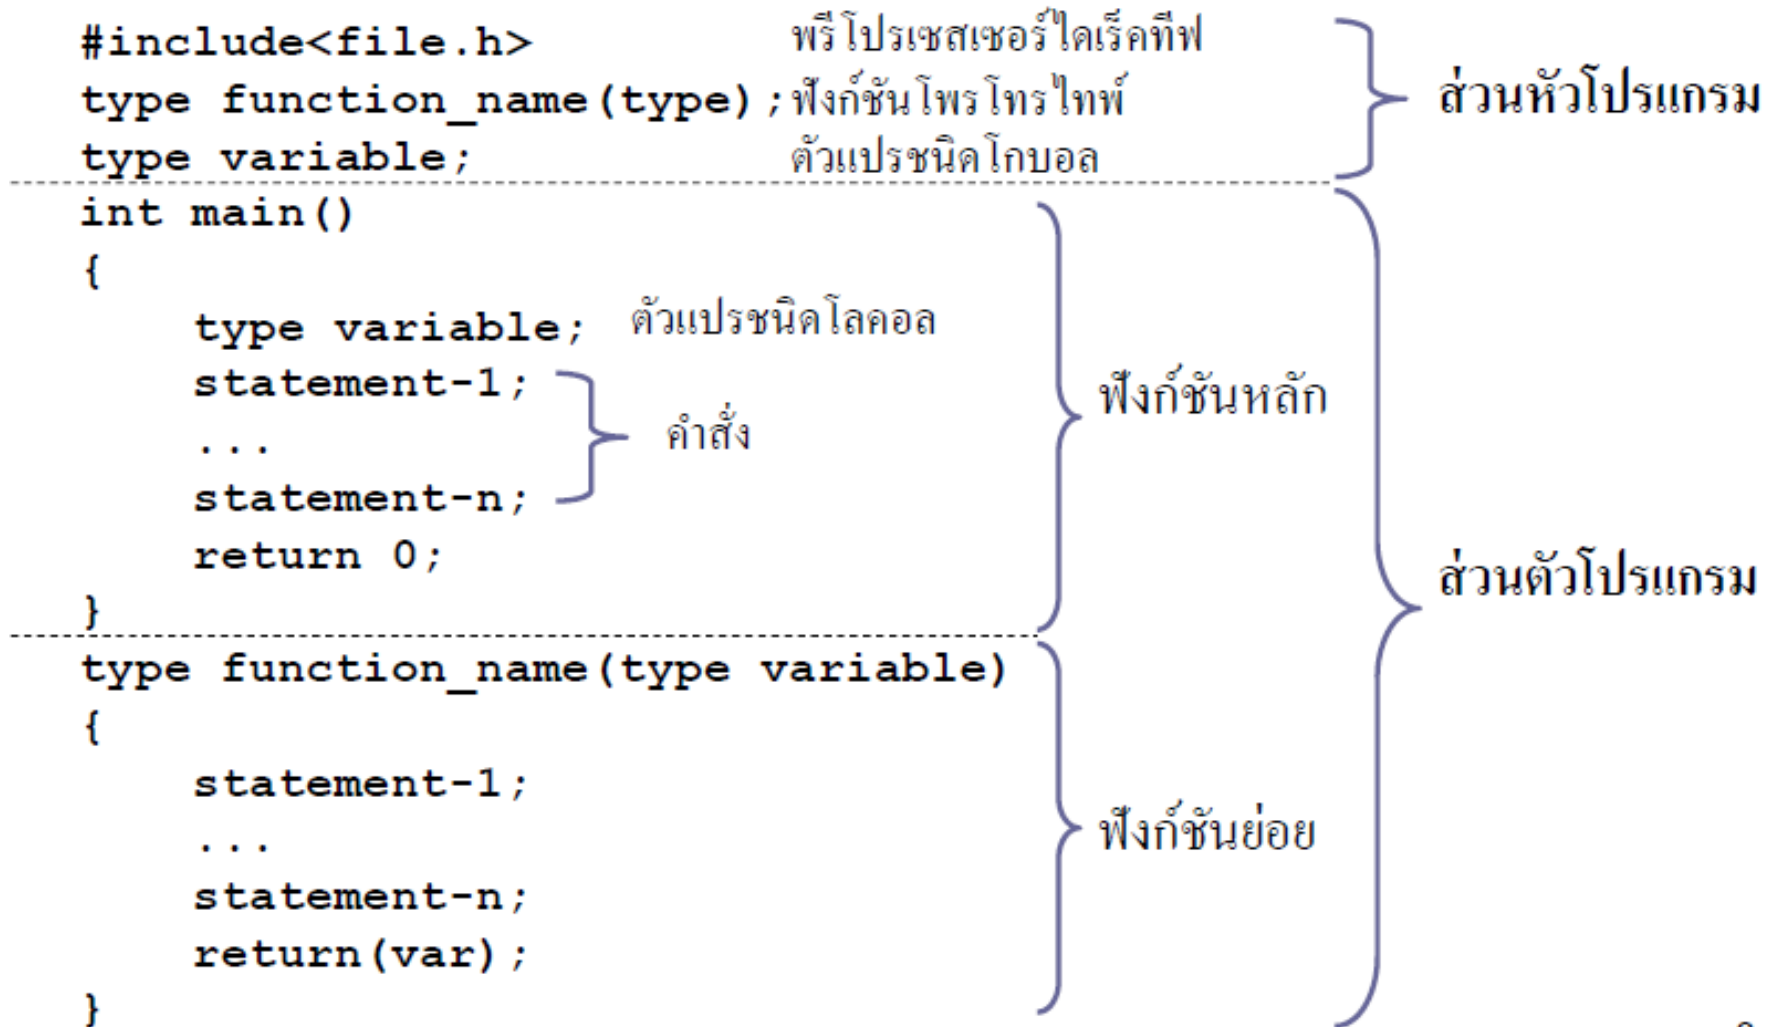 #include<file.h> พรีโปรเซสเซอร์ไดเร็คทีฟ
type function_name(type);ฟังก์ชันโพรโทรไทพ์ ส่วนหัวโปรแกรม
type variable; ตัวแปรชนิดโกบอล
int main()
{
type variable; ตัวแปรชนิดโลคอล
statement-1;
ฟังก์ชันหลัก
... คำสั่ง
statement-n;
return 0;
ส่วนตัวโปรแกรม
}
type function_name(type variable)
{
statement-1;
... ฟังก์ชันย่อย
statement-n;
return(var);
}